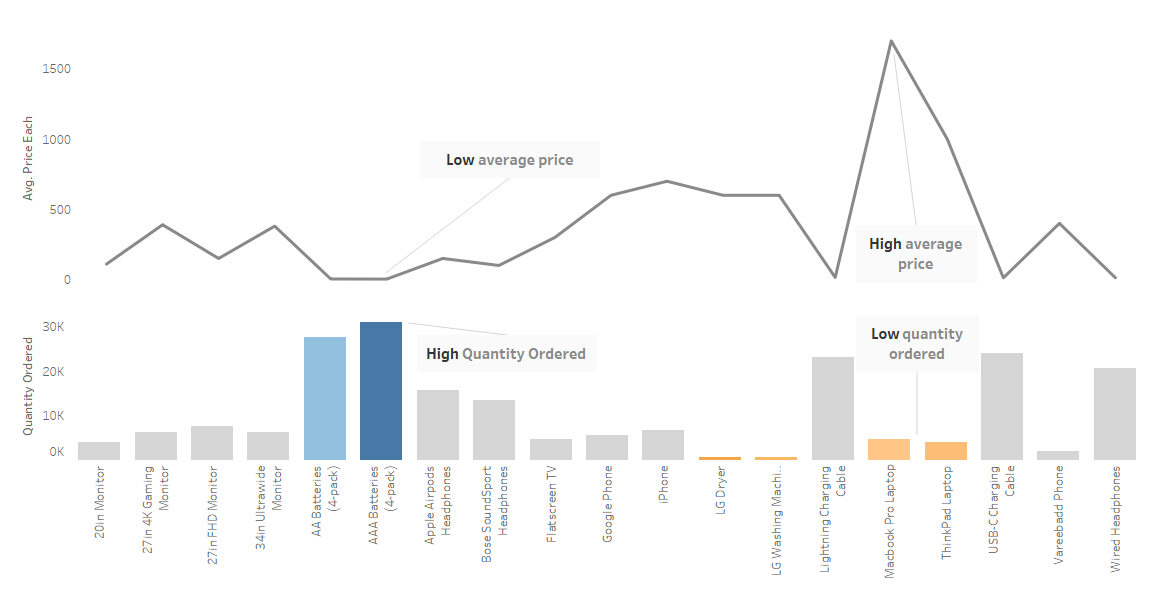 Avg. Price Each
1500
1000
500
0
Low average price
High average
price
Quantity Ordered
30K
20K
10K
0K
High Quantity Ordered
Low quantity
ordered
20in Monitor
27in 4K Gaming
Monitor
27in FHD Monitor
34in Ultrawide
Monitor
AA Batteries
(4-pack)
AAA Batteries
(4-pack)
Apple Airpods
Headphones
Bose SoundSport
Headphones
Flatscreen TV
Google Phone
iPhone
LG Dryer
LG Washing Machi..
Lightning Charging
Cable
Macbook Pro Laptop
ThinkPad Laptop
USB-C Charging
Cable
Vareebadd Phone
Wired Headphones